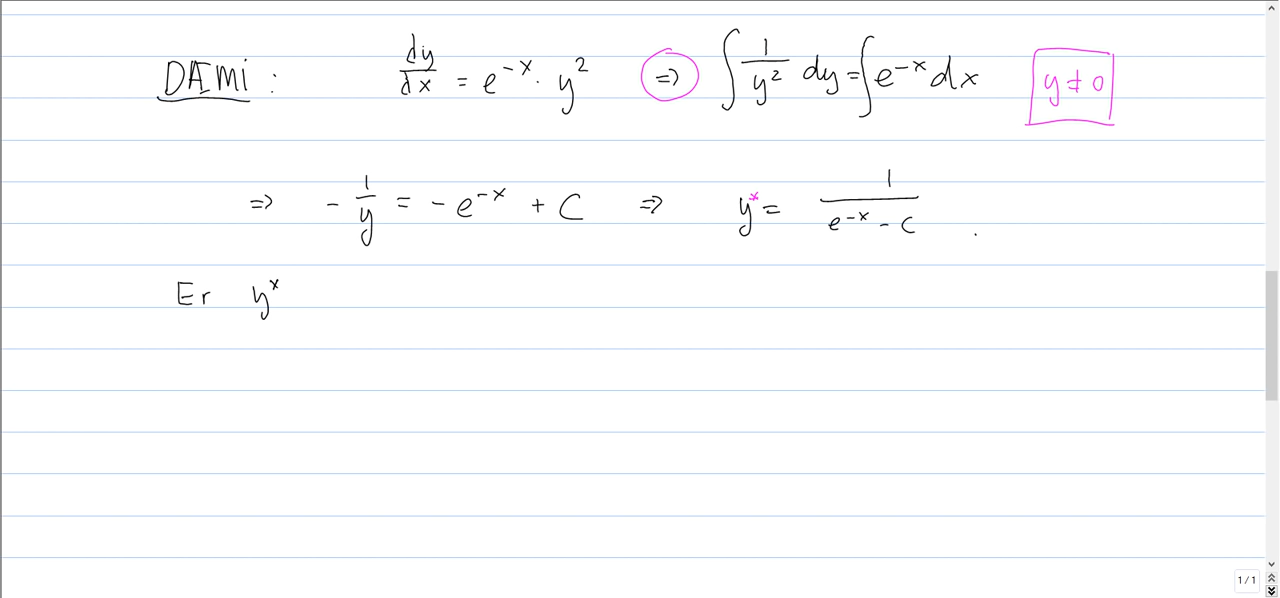 DÆMI: dy/dx = e^-x · y^2 ⇒ ∫ 1/y^2 dy = ∫ e^-x dx y ≠ 0
⇒ - 1/y = - e^-x + C ⇒ y* = 1/(e^-x - C) .
Er y*
1 / 1